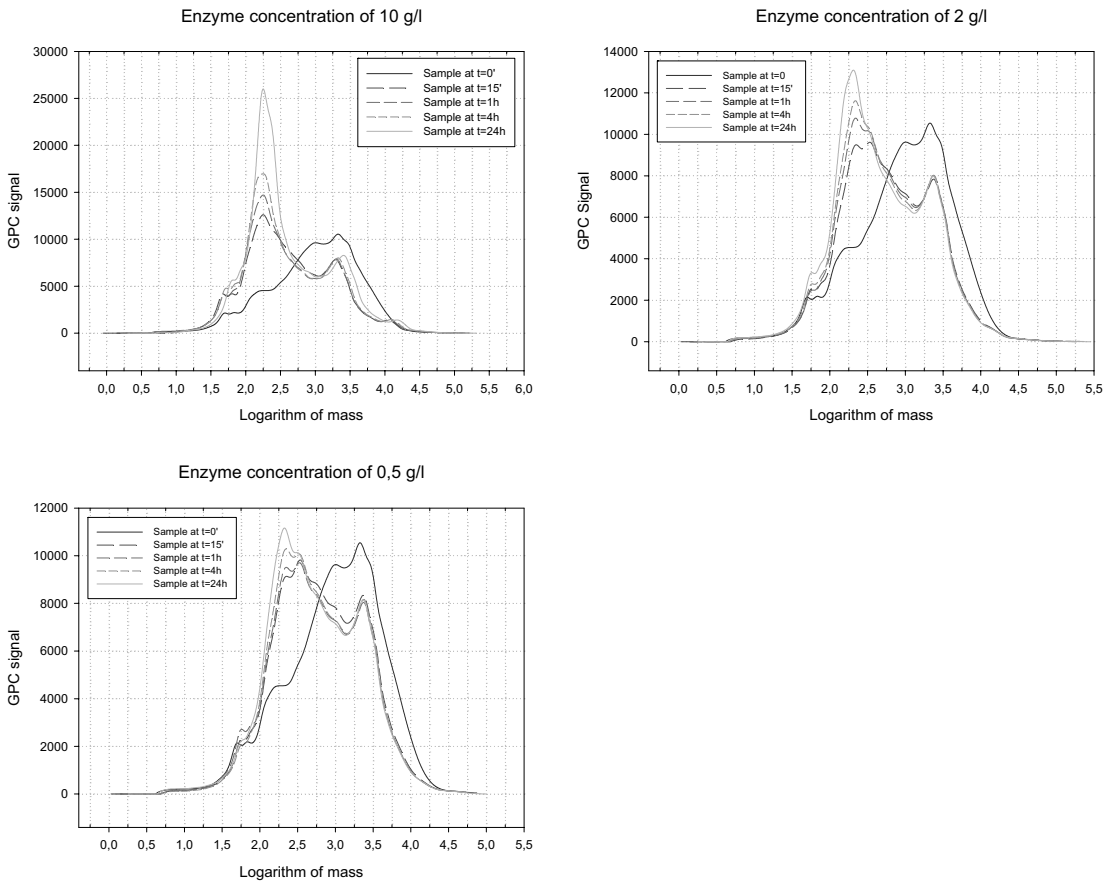 Enzyme concentration of 10 g/l
30000
25000
20000
15000
10000
5000
0
GPC signal
Sample at t=0'
Sample at t=15'
Sample at t=1h
Sample at t=4h
Sample at t=24h
0,0 0,5 1,0 1,5 2,0 2,5 3,0 3,5 4,0 4,5 5,0 5,5 6,0
Logarithm of mass
Enzyme concentration of 2 g/l
14000
12000
10000
8000
6000
4000
2000
0
GPC Signal
Sample at t=0
Sample at t=15'
Sample at t=1h
Sample at t=4h
Sample at t=24h
0,0 0,5 1,0 1,5 2,0 2,5 3,0 3,5 4,0 4,5 5,0 5,5
Logarithm of mass
Enzyme concentration of 0,5 g/l
12000
10000
8000
6000
4000
2000
0
GPC signal
Sample at t=0'
Sample at t=15'
Sample at t=1h
Sample at t=4h
Sample at t=24h
0,0 0,5 1,0 1,5 2,0 2,5 3,0 3,5 4,0 4,5 5,0 5,5
Logarithm of mass